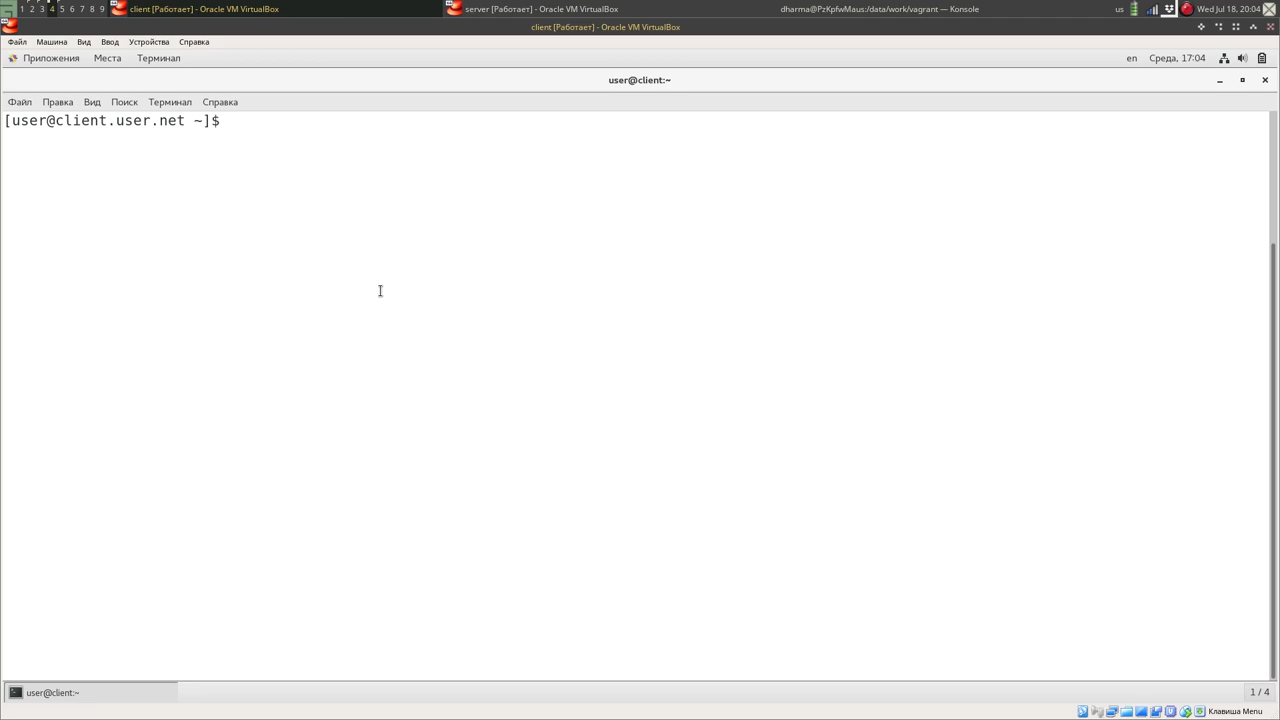 1 2 3 4 5 6 7 8 9 client [Работает] - Oracle VM VirtualBox server [Работает] - Oracle VM VirtualBox dharma@PzKpfwMaus:/data/work/vagrant — Konsole us Wed Jul 18, 20:04
client [Работает] - Oracle VM VirtualBox
Файл Машина Вид Ввод Устройства Справка
Приложения Места Терминал en Среда, 17:04
user@client:~
Файл Правка Вид Поиск Терминал Справка
[user@client.user.net ~]$
user@client:~ 1 / 4
Клавиша Menu